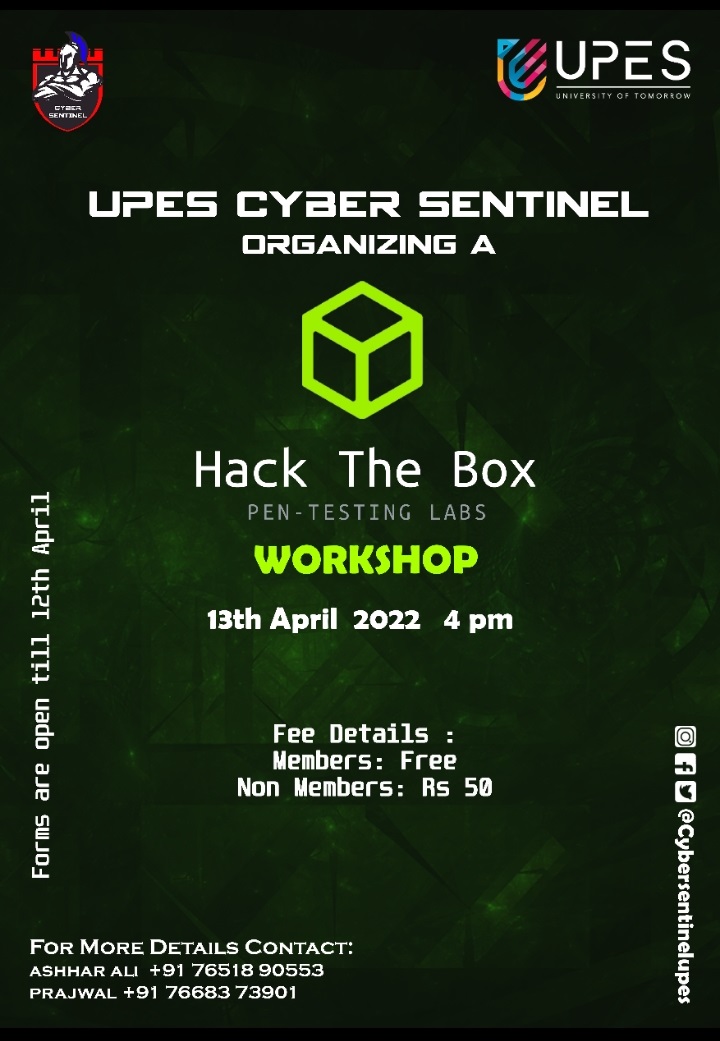 CYBER
SENTINEL
UPES
UNIVERSITY OF TOMORROW
UPES CYBER SENTINEL
ORGANIZING A
Hack The Box
PEN-TESTING LABS
WORKSHOP
13th April 2022 4 pm
Forms are open till 12th April
Fee Details :
Members: Free
Non Members: Rs 50
@Cybersentinelupes
FOR MORE DETAILS CONTACT:
ASHHAR ALI +91 76518 90553
PRAJWAL +91 76683 73901